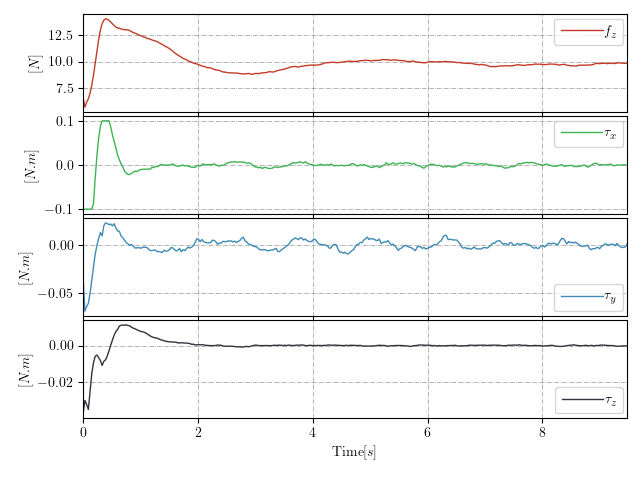 12.5
10.0
7.5
[N]
f_z
0.1
0.0
−0.1
[N.m]
τ_x
0.00
−0.05
[N.m]
τ_y
0.00
−0.02
[N.m]
τ_z
0 2 4 6 8
Time[s]